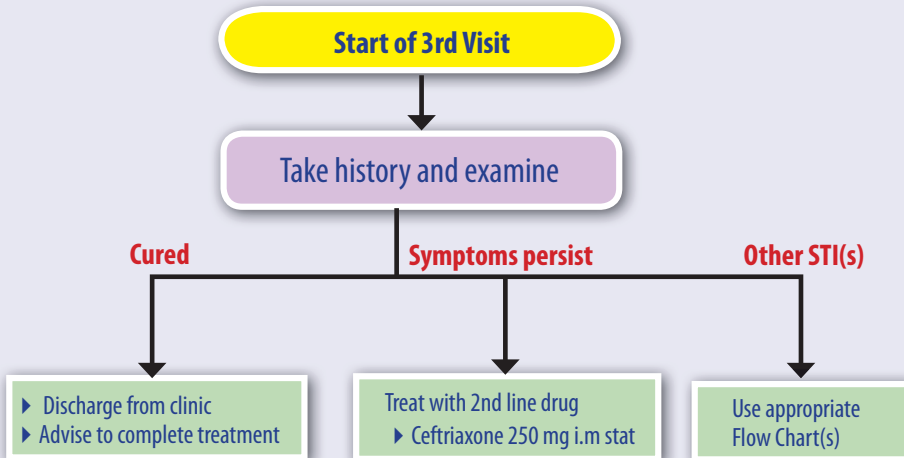 Start of 3rd Visit
Take history and examine
Cured
Symptoms persist
Other STI(s)
Discharge from clinic
Advise to complete treatment
Treat with 2nd line drug
Ceftriaxone 250 mg i.m stat
Use appropriate
Flow Chart(s)